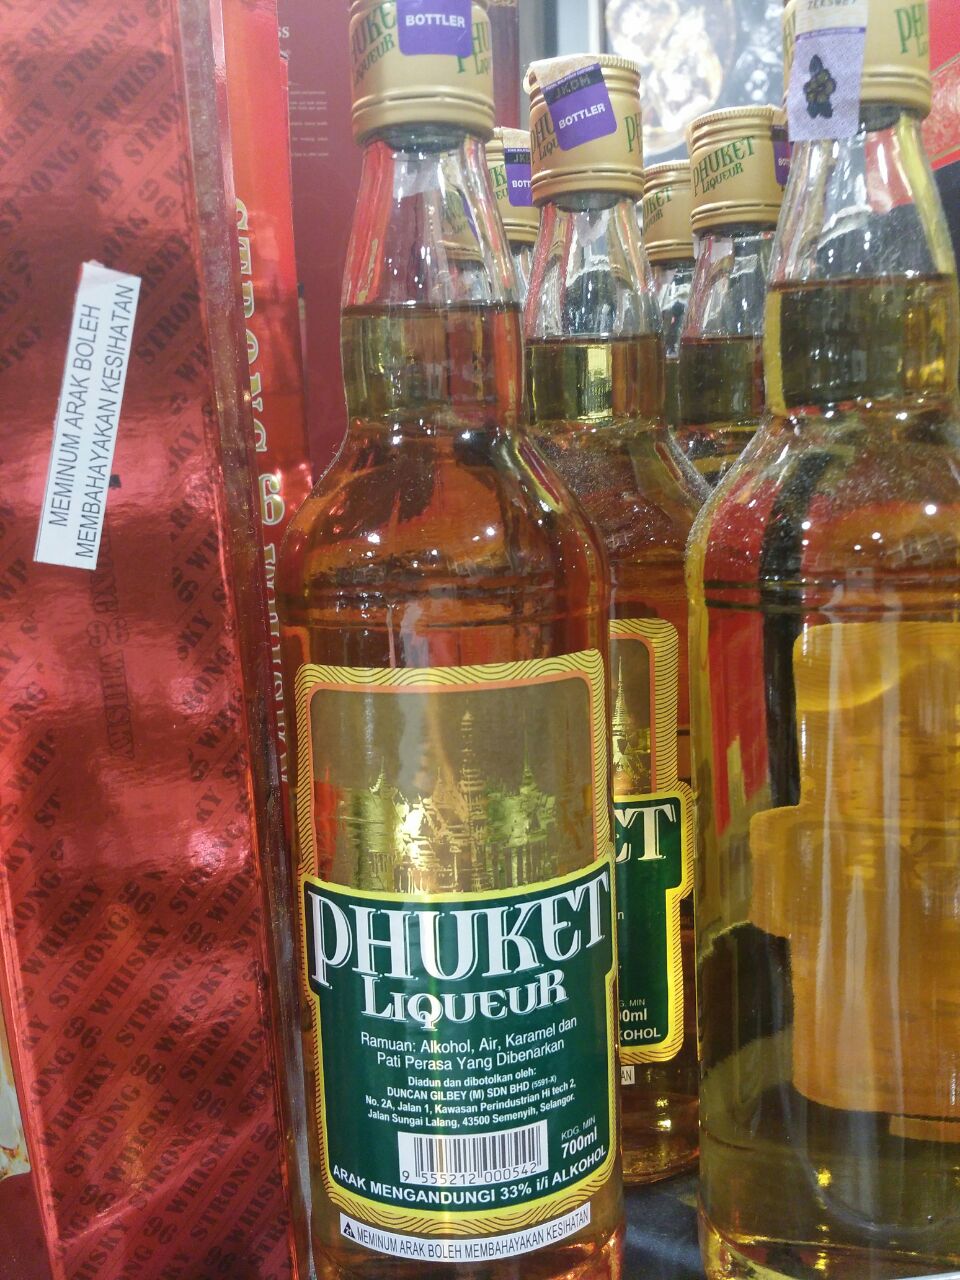 BOTTLER
JKDM
BOTTLER
PHUKET
LIQUEUR
MEMINUM ARAK BOLEH
MEMBAHAYAKAN KESIHATAN
STRONG 96 WHISKY
PHUKET
LIQUEUR
Ramuan: Alkohol, Air, Karamel dan
Pati Perasa Yang Dibenarkan
Diadun dan dibotolkan oleh:
DUNCAN GILBEY (M) SDN BHD (5591-X)
No. 2A, Jalan 1, Kawasan Perindustrian Hi tech 2,
Jalan Sungai Lalang, 43500 Semenyih, Selangor.
KDG. MIN
700ml
9 555212 000542
ARAK MENGANDUNGI 33% i/i ALKOHOL
MEMINUM ARAK BOLEH MEMBAHAYAKAN KESIHATAN